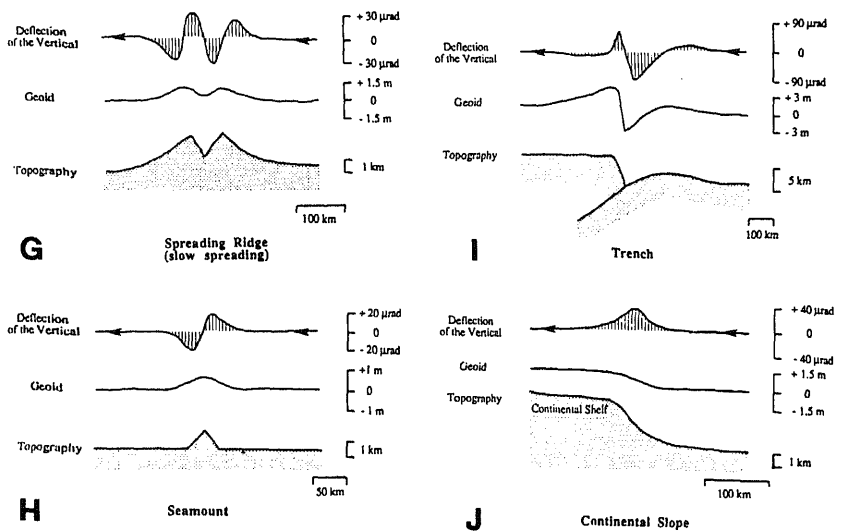 Deflection
of the Vertical
+ 30 µrad
0
- 30 µrad
Geoid
+ 1.5 m
0
- 1.5 m
Topography
1 km
100 km
G
Spreading Ridge
(slow spreading)
Deflection
of the Vertical
+ 90 µrad
0
- 90 µrad
Geoid
+ 3 m
0
- 3 m
Topography
5 km
100 km
I
Trench
Deflection
of the Vertical
+ 20 µrad
0
- 20 µrad
Geoid
+1 m
0
- 1 m
Topography
1 km
50 km
H
Seamount
Deflection
of the Vertical
+ 40 µrad
0
- 40 µrad
Geoid
+ 1.5 m
0
- 1.5 m
Topography
Continental Shelf
1 km
100 km
J
Continental Slope